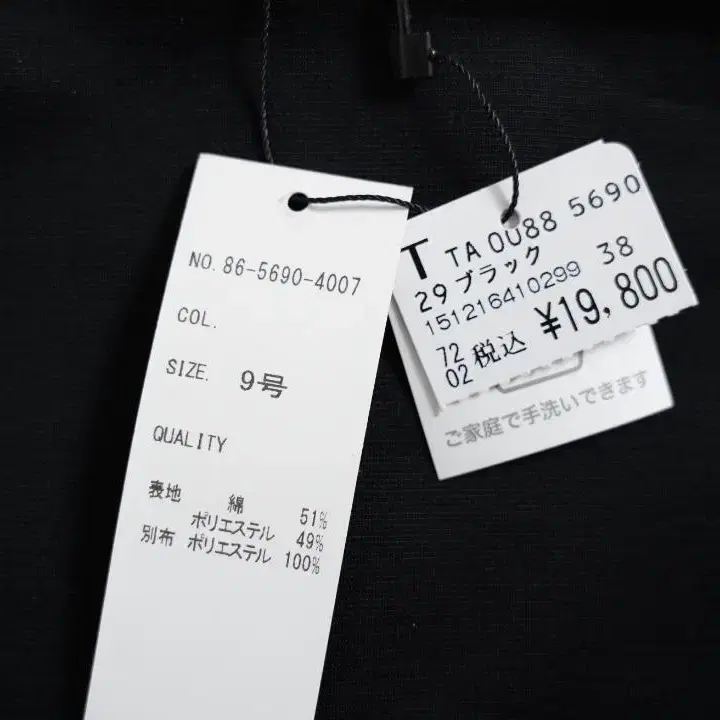 NO. 86-5690-4007
COL.
SIZE. 9号
QUALITY
表地 綿 51%
ポリエステル 49%
別布 ポリエステル 100%
T TA 0088 5690
29 ブラック
151216410299 38
72
02 税込 ¥19,800
ご家庭で手洗いできます